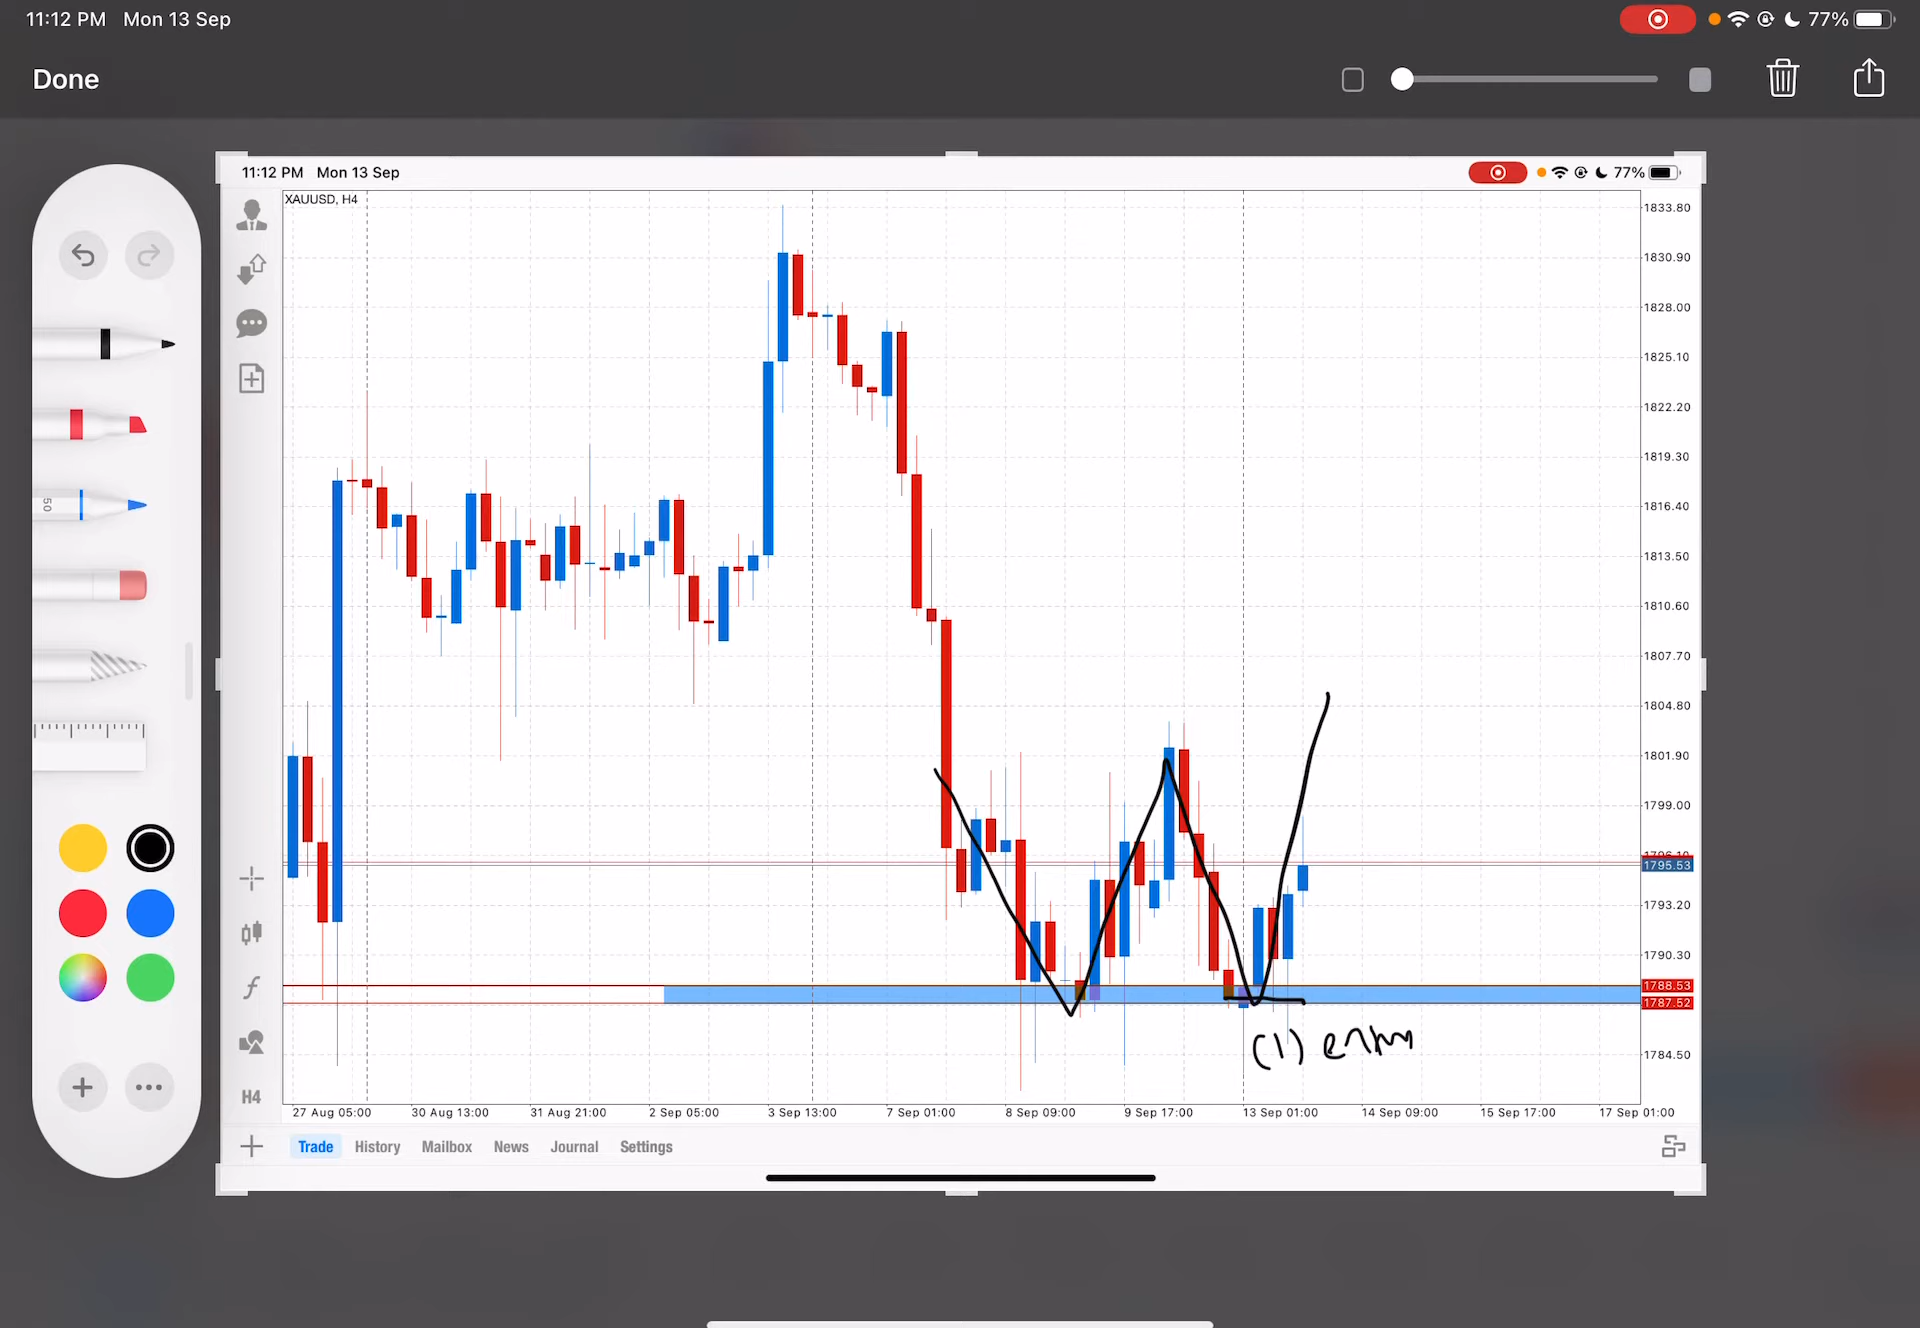 11:12 PM Mon 13 Sep
77%
Done
11:12 PM Mon 13 Sep
77%
XAUUSD, H4
1833.80
1830.90
1828.00
1825.10
1822.20
1819.30
1816.40
1813.50
1810.60
1807.70
1804.80
1801.90
1799.00
1795.53
1793.20
1790.30
1788.53
1787.52
1784.50
50
(1) entry
H4
27 Aug 05:00 30 Aug 13:00 31 Aug 21:00 2 Sep 05:00 3 Sep 13:00 7 Sep 01:00 8 Sep 09:00 9 Sep 17:00 13 Sep 01:00 14 Sep 09:00 15 Sep 17:00 17 Sep 01:00
Trade History Mailbox News Journal Settings